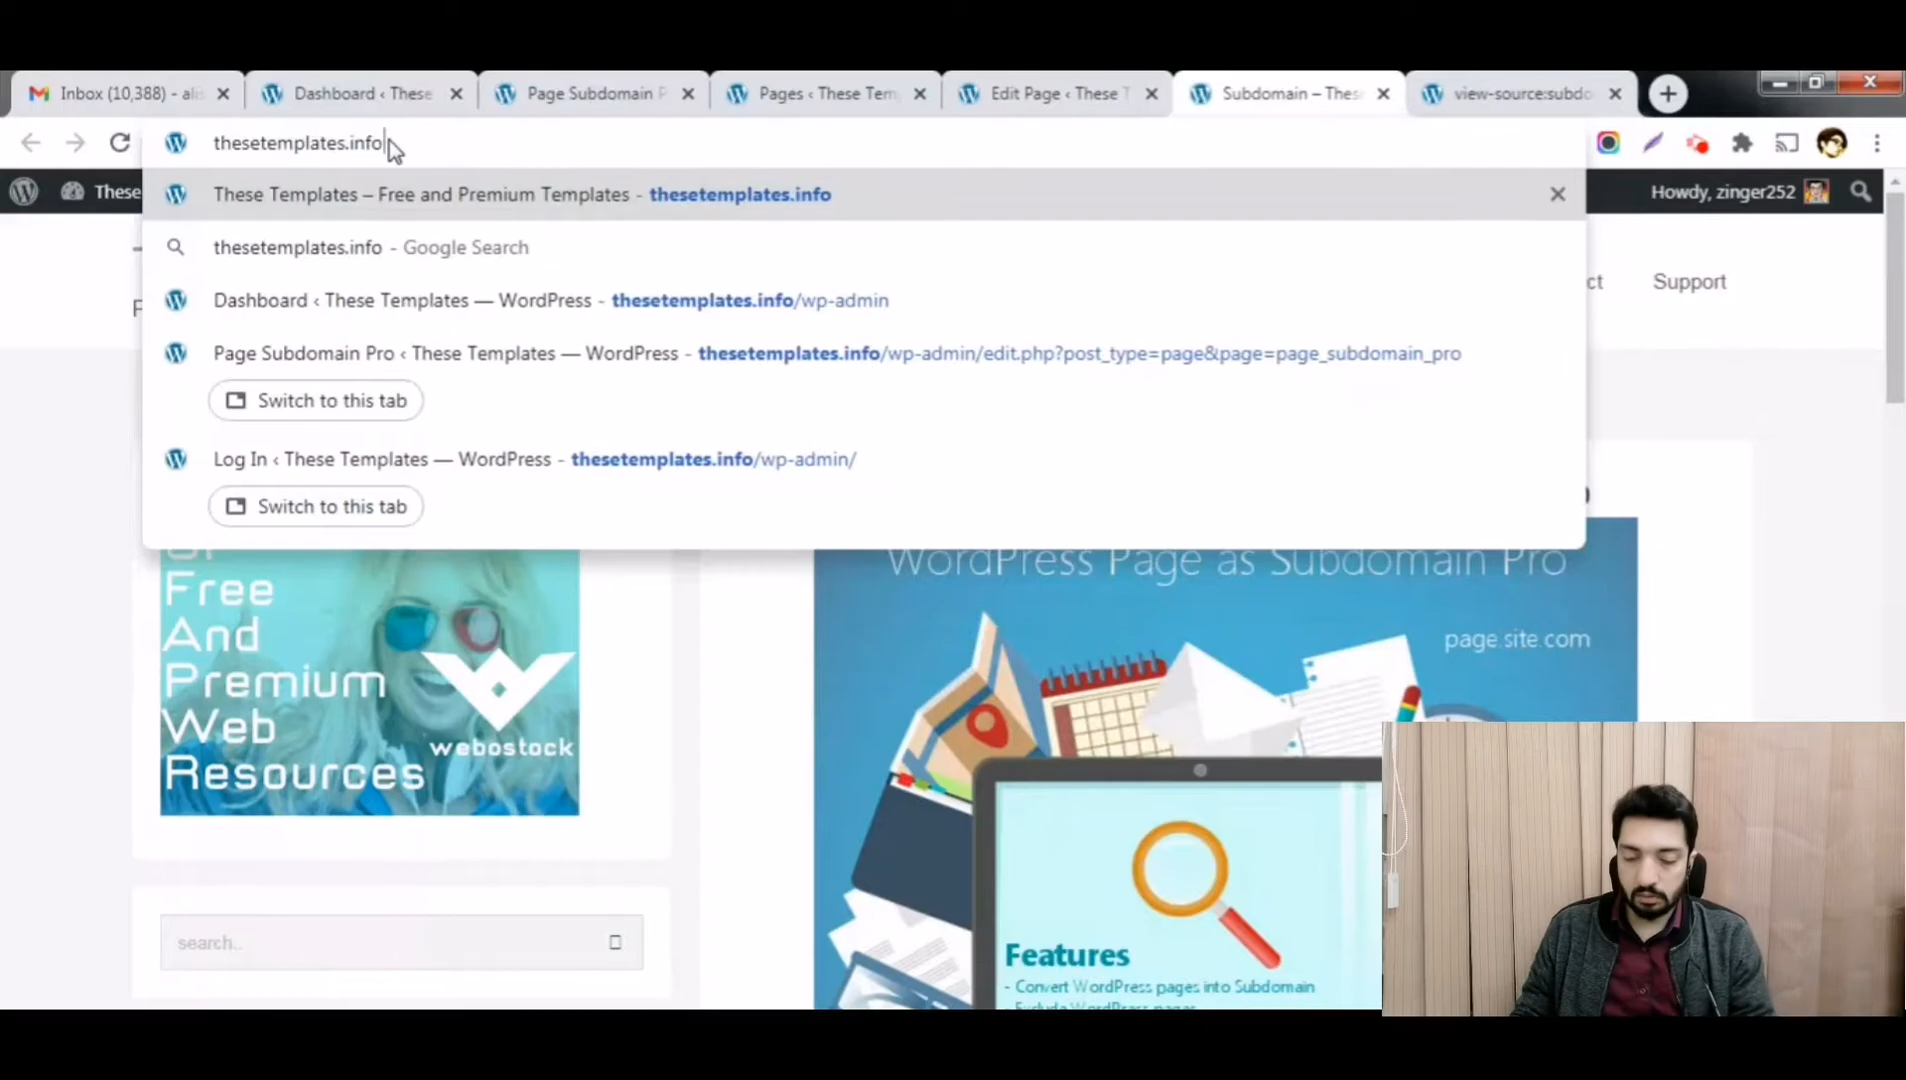 Inbox (10,388) - alis
Dashboard ‹ These
Page Subdomain P
Pages ‹ These Tem
Edit Page ‹ These T
Subdomain – Thes
view-source:subdo
thesetemplates.info
These Templates – Free and Premium Templates - thesetemplates.info
thesetemplates.info - Google Search
Dashboard ‹ These Templates — WordPress - thesetemplates.info/wp-admin
Page Subdomain Pro ‹ These Templates — WordPress - thesetemplates.info/wp-admin/edit.php?post_type=page&page=page_subdomain_pro
Switch to this tab
Log In ‹ These Templates — WordPress - thesetemplates.info/wp-admin/
Switch to this tab
These
Howdy, zinger252
ct
Support
Free
And
Premium
Web
Resources
webostock
search..
WordPress Page as Subdomain Pro
page.site.com
Features
- Convert WordPress pages into Subdomain
- Exclude WordPress pages